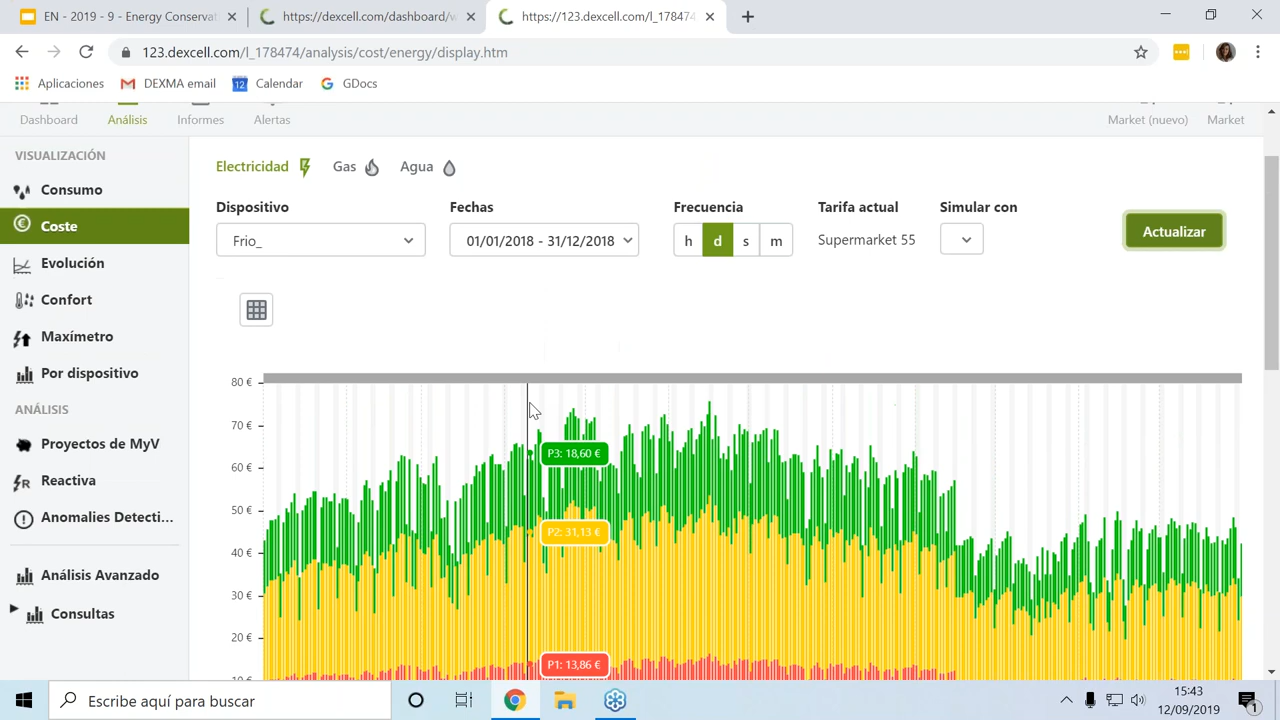 EN - 2019 - 9 - Energy Conservat
https://dexcell.com/dashboard/v
https://123.dexcell.com/l_178474
123.dexcell.com/l_178474/analysis/cost/energy/display.htm
Aplicaciones
DEXMA email
12
Calendar
GDocs
Dashboard
Análisis
Informes
Alertas
Market (nuevo)
Market
VISUALIZACIÓN
Consumo
Coste
Evolución
Confort
Maxímetro
Por dispositivo
ANÁLISIS
Proyectos de MyV
Reactiva
Anomalies Detecti...
Análisis Avanzado
Consultas
Electricidad
Gas
Agua
Dispositivo
Fechas
Frecuencia
Tarifa actual
Simular con
Frio_
01/01/2018 - 31/12/2018
h d s m
Supermarket 55
Actualizar
80 €
70 €
60 €
50 €
40 €
30 €
20 €
10 €
P3: 18,60 €
P2: 31,13 €
P1: 13,86 €
Escribe aquí para buscar
15:43
12/09/2019
1